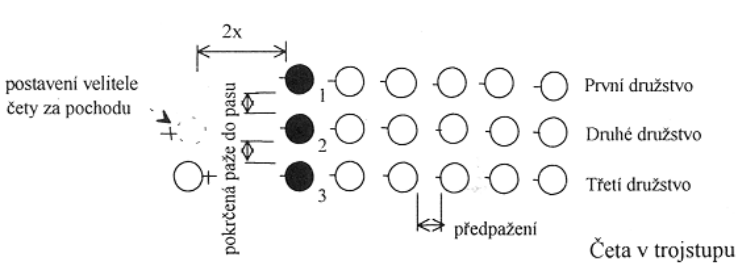 2x
postavení velitele
čety za pochodu
pokrčená paže do pasu
1
První družstvo
2
Druhé družstvo
3
Třetí družstvo
předpažení
Četa v trojstupu